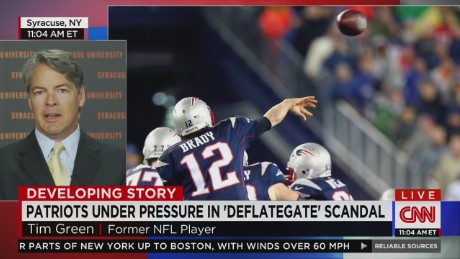 Syracuse, NY
11:04 AM ET
SYRACUSE UNIVERSITY
SYRACUSE
BRADY
12
DEVELOPING STORY
PATRIOTS UNDER PRESSURE IN 'DEFLATEGATE' SCANDAL
Tim Green | Former NFL Player
LIVE
CNN
11:04 AM ET
R PARTS OF NEW YORK UP TO BOSTON, WITH WINDS OVER 60 MPH
RELIABLE SOURCES